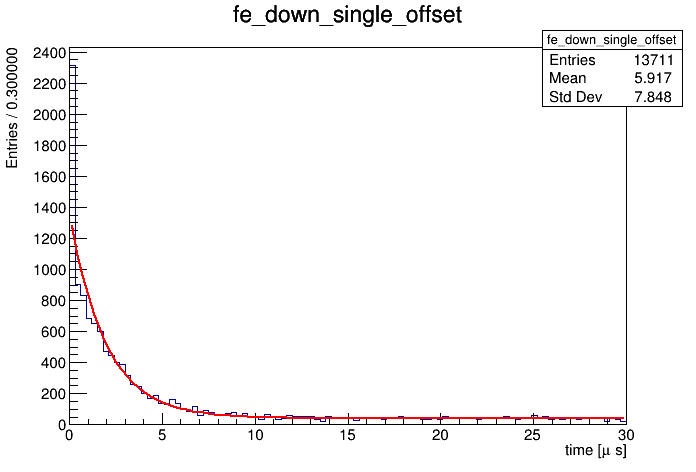 fe_down_single_offset
fe_down_single_offset
Entries 13711
Mean 5.917
Std Dev 7.848
Entries / 0.300000
2400
2200
2000
1800
1600
1400
1200
1000
800
600
400
200
0
0 5 10 15 20 25 30
time [μ s]